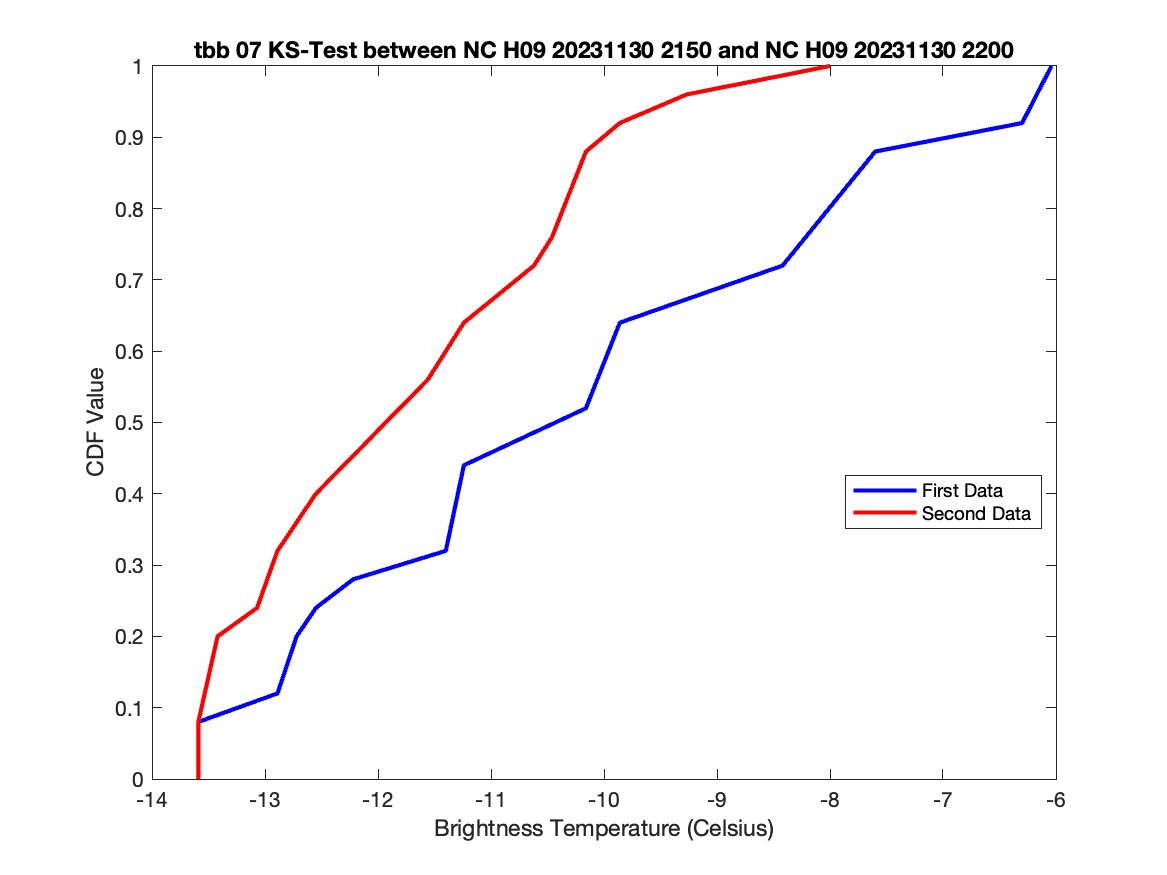 tbb 07 KS-Test between NC H09 20231130 2150 and NC H09 20231130 2200
1
0.9
0.8
0.7
0.6
0.5
0.4
0.3
0.2
0.1
0
CDF Value
First Data
Second Data
-14 -13 -12 -11 -10 -9 -8 -7 -6
Brightness Temperature (Celsius)